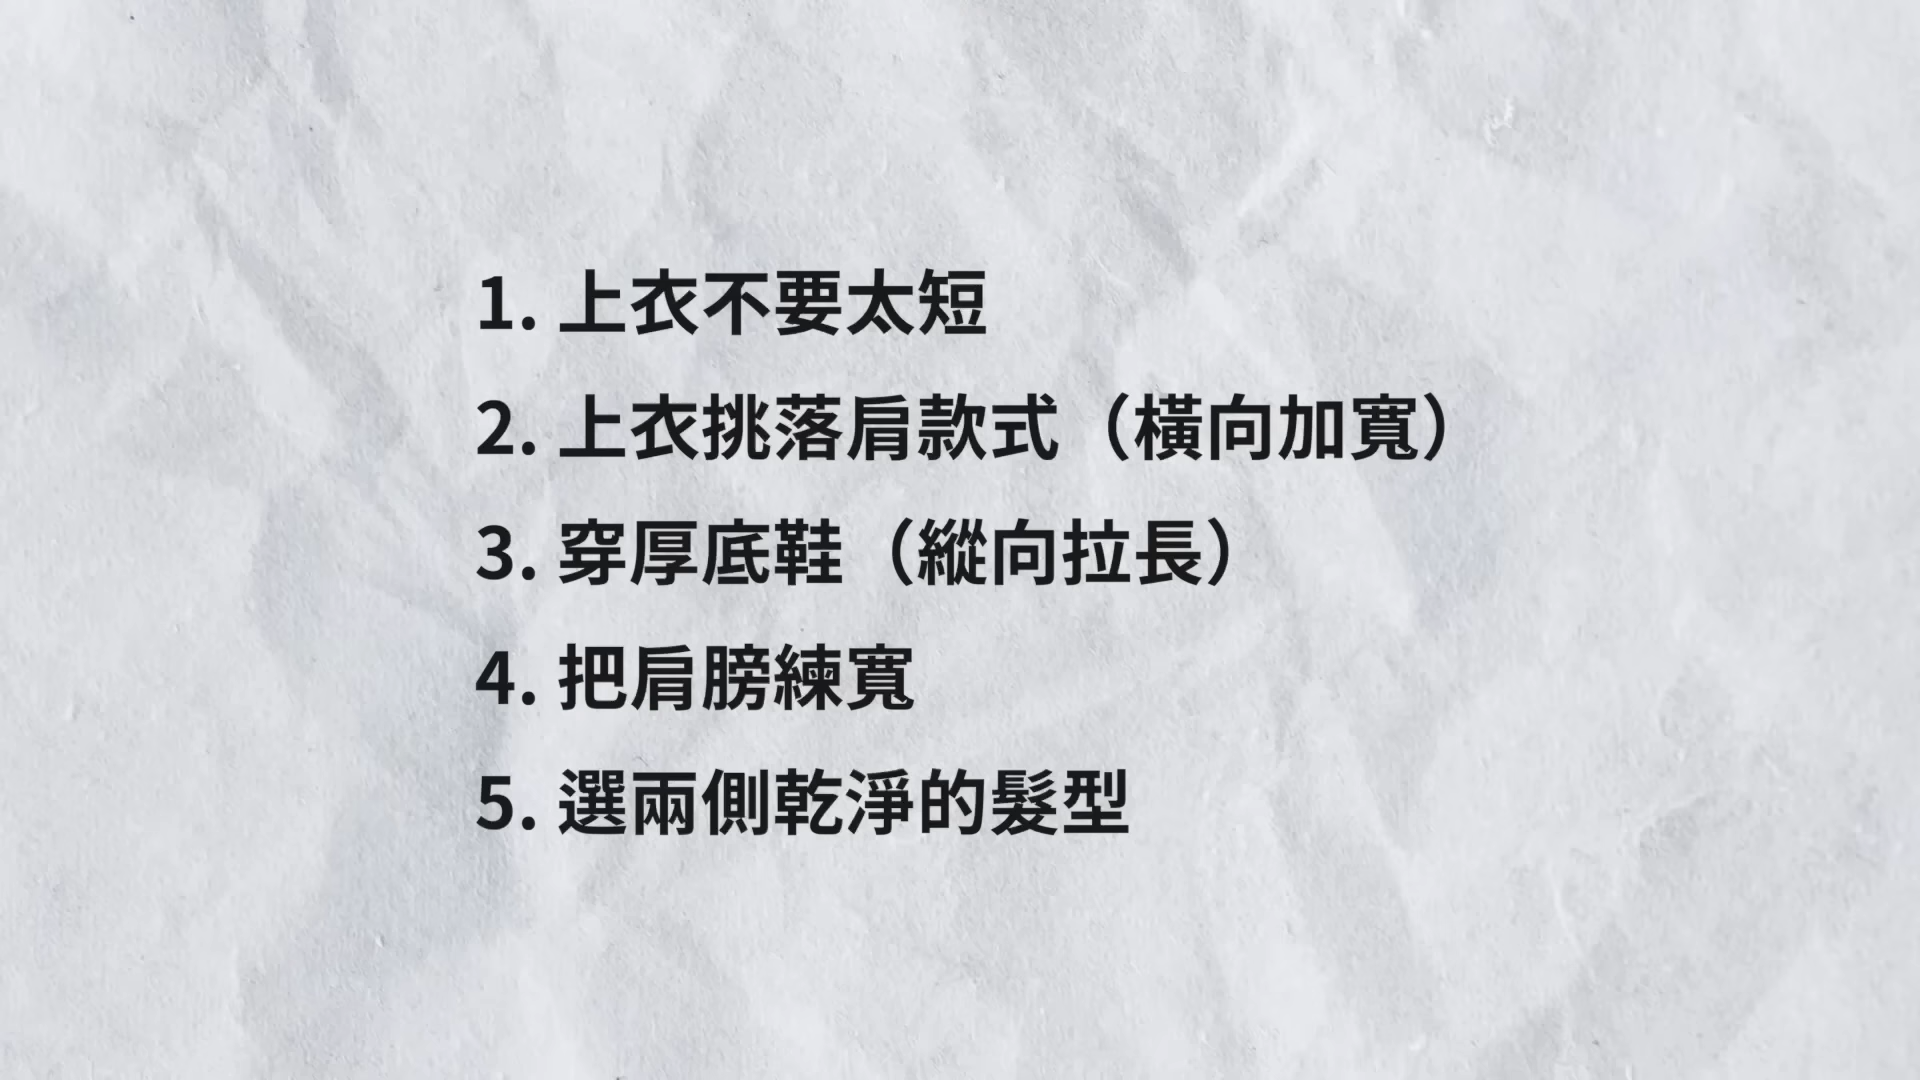 1. 上衣不要太短
2. 上衣挑落肩款式（橫向加寬）
3. 穿厚底鞋（縱向拉長）
4. 把肩膀練寬
5. 選兩側乾淨的髮型